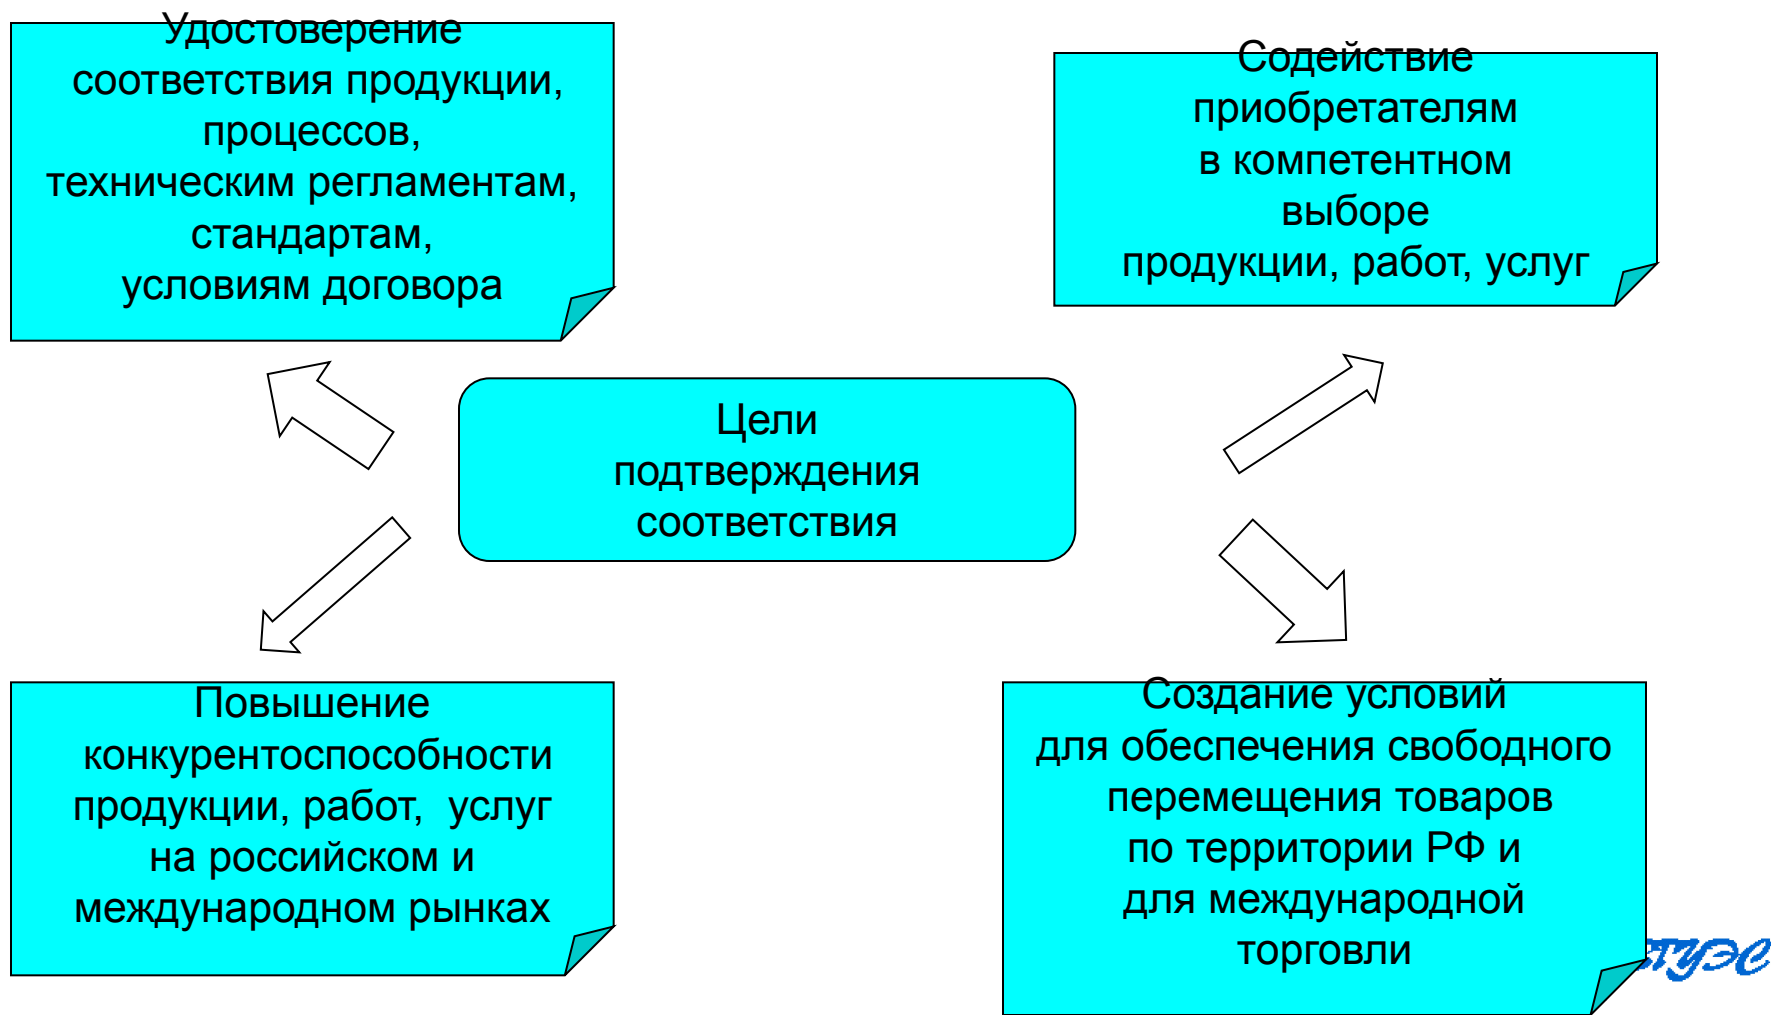 Удостоверение
соответствия продукции,
процессов,
техническим регламентам,
стандартам,
условиям договора
Содействие
приобретателям
в компетентном
выборе
продукции, работ, услуг
Цели
подтверждения
соответствия
Повышение
конкурентоспособности
продукции, работ, услуг
на российском и
международном рынках
Создание условий
для обеспечения свободного
перемещения товаров
по территории РФ и
для международной
торговли